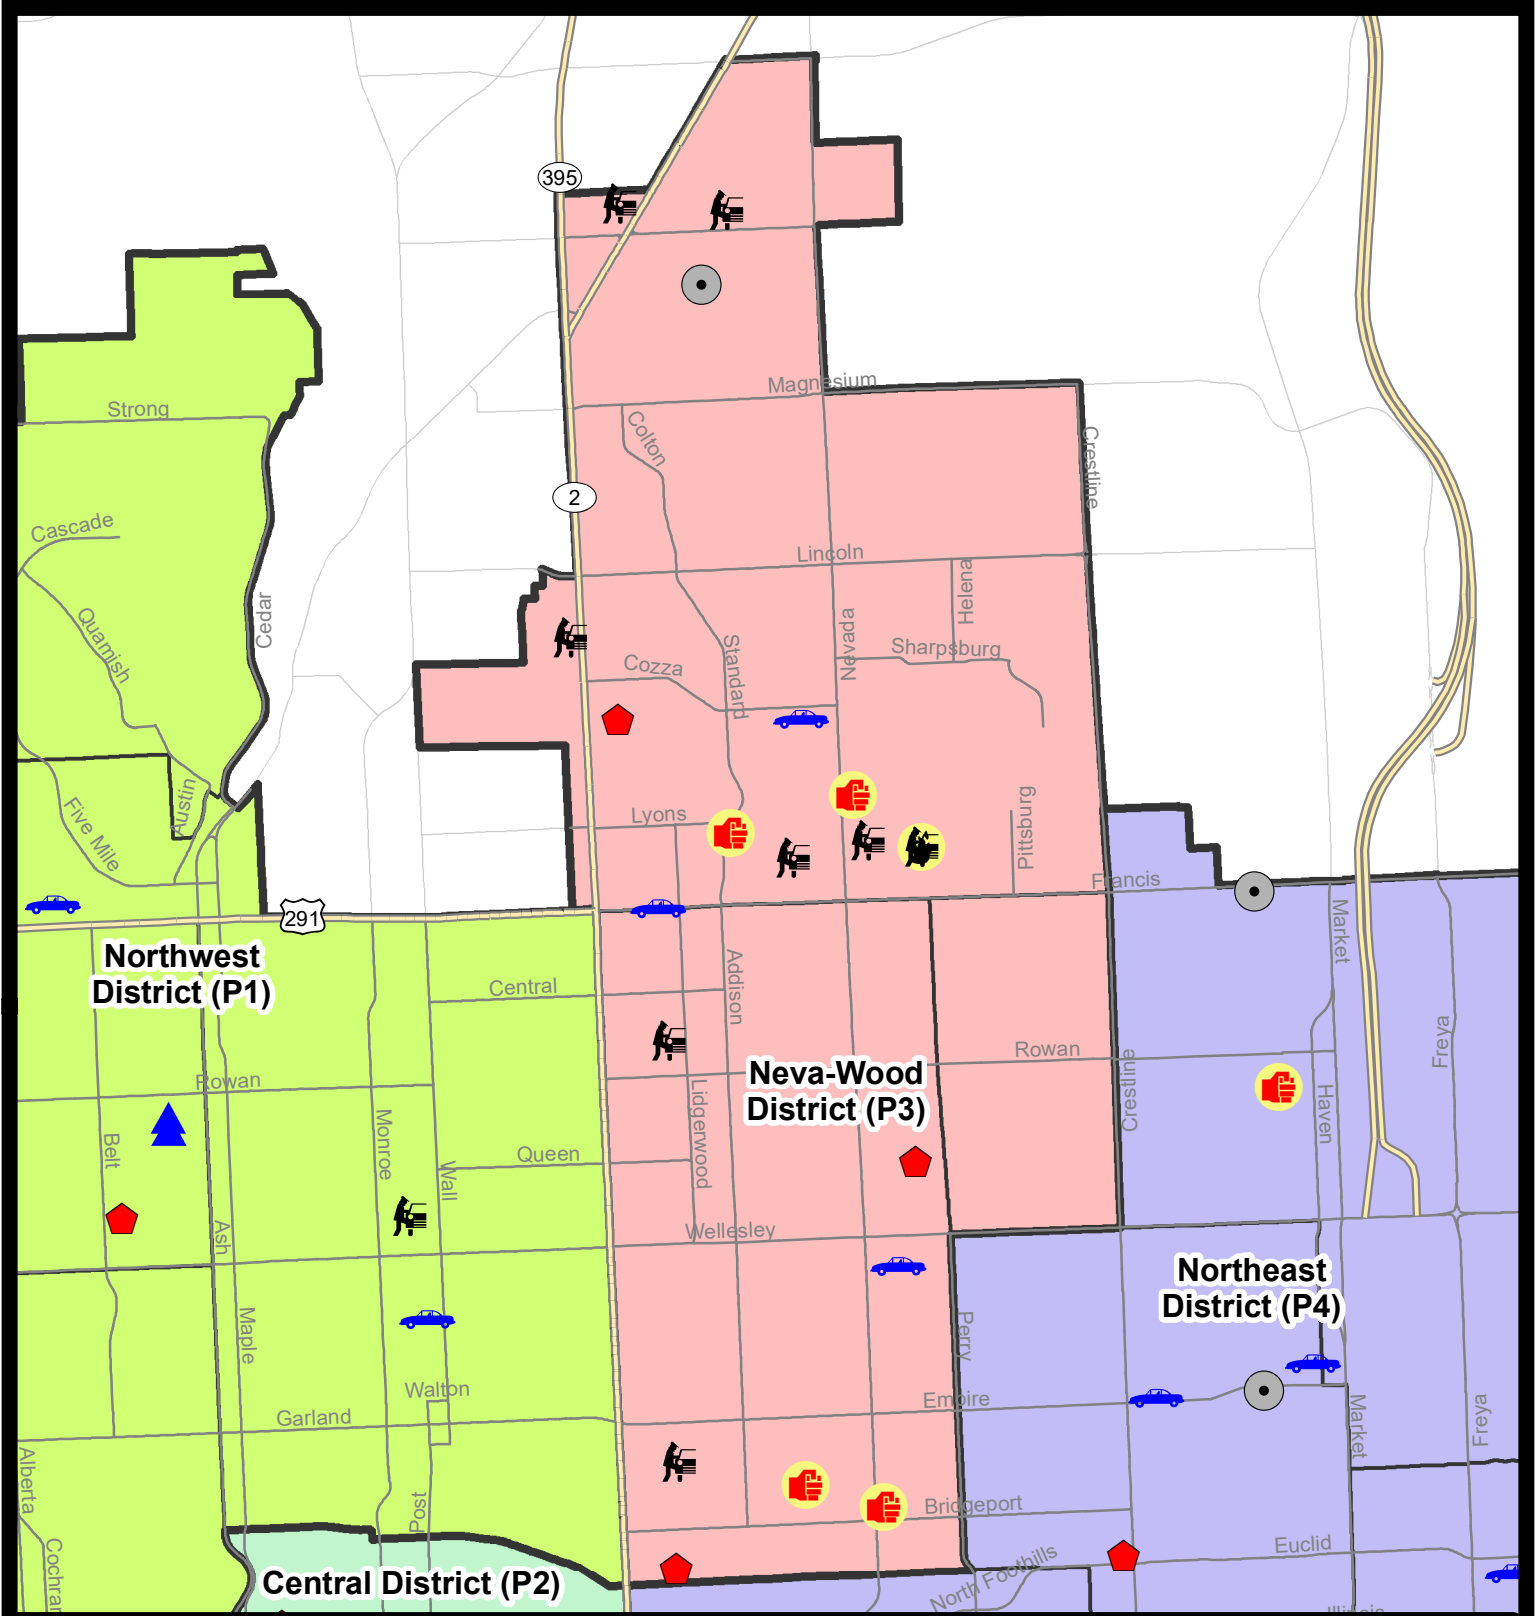 395
Magnesium
Strong
Colton
Crestline
2
Cascade
Lincoln
Helena
Cedar
Quamish
Nevada
Standard
Sharpsburg
Cozza
Austin
Five Mile
Lyons
Pittsburg
Francis
291
Market
Northwest
District (P1)
Central
Addison
Freya
Rowan
Neva-Wood
District (P3)
Rowan
Crestline
Haven
Lidgerwood
Monroe
Belt
Queen
Wall
Ash
Wellesley
Northeast
District (P4)
Maple
Perry
Walton
Empire
Garland
Market
Freya
Alberta
Post
Bridgeport
Cochran
Euclid
North Foothills
Central District (P2)